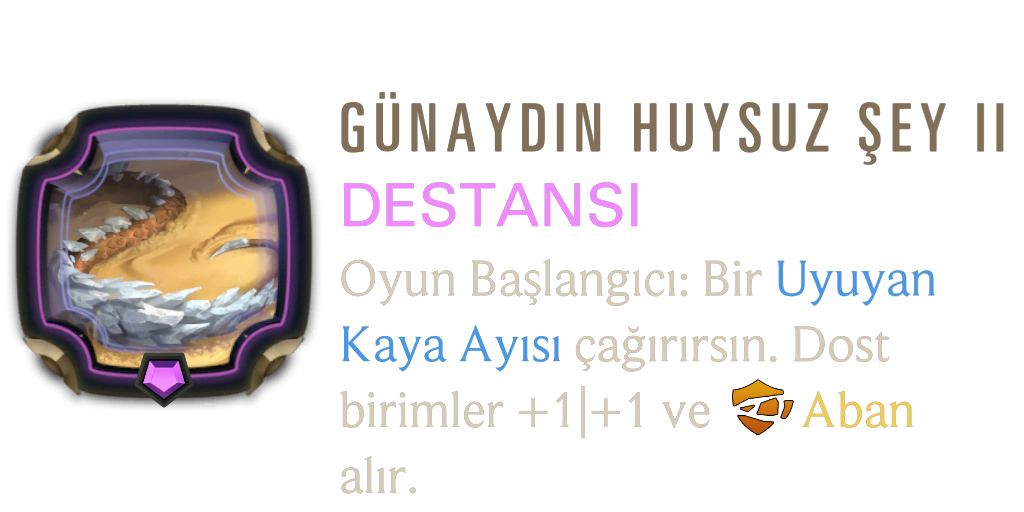 GÜNAYDIN HUYSUZ ŞEY II
DESTANSI
Oyun Başlangıcı: Bir Uyuyan
Kaya Ayısı çağırırsın. Dost
birimler +1|+1 ve Aban
alır.